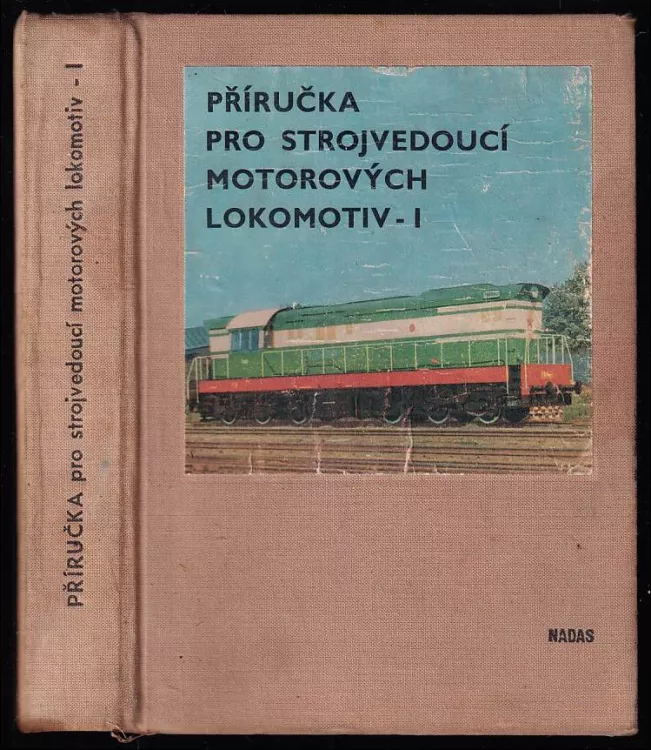 PŘÍRUČKA pro strojvedoucí motorových lokomotiv - I
PŘÍRUČKA
PRO STROJVEDOUCÍ
MOTOROVÝCH
LOKOMOTIV - I
NADAS